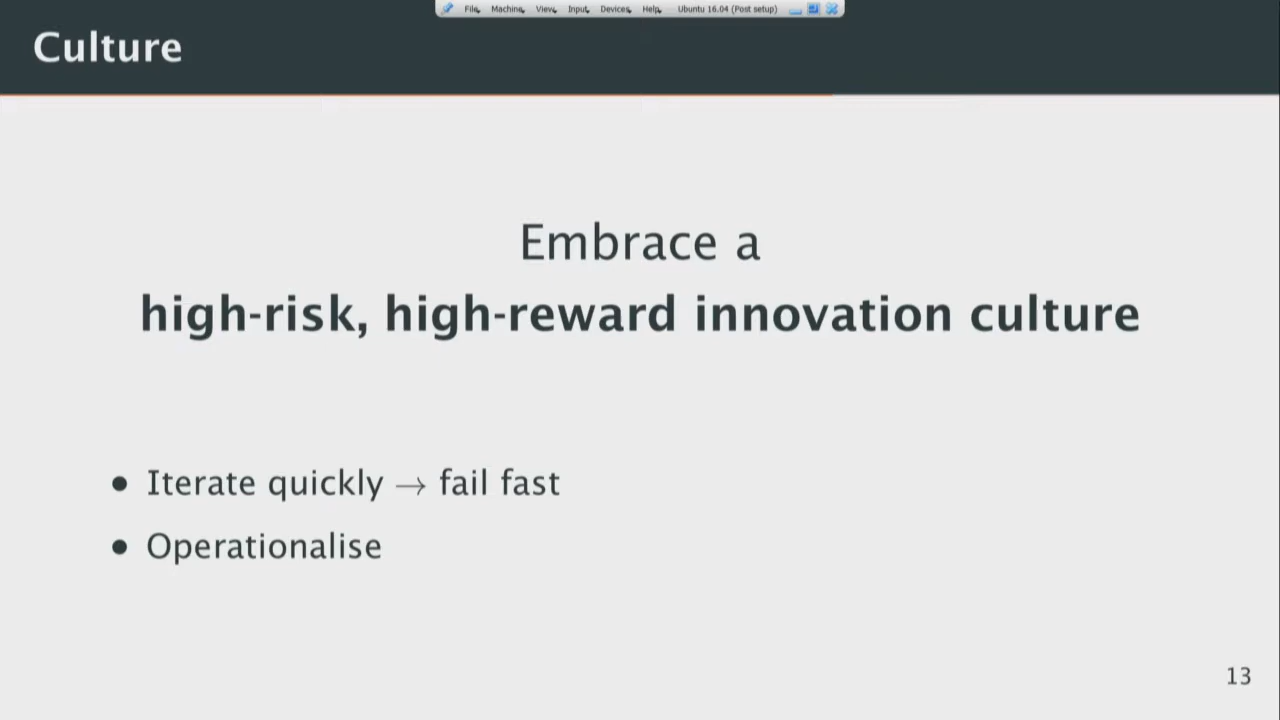 File Machine View Input Devices Help Ubuntu 16.04 (Post setup)
Culture
Embrace a
high-risk, high-reward innovation culture
• Iterate quickly → fail fast
• Operationalise
13